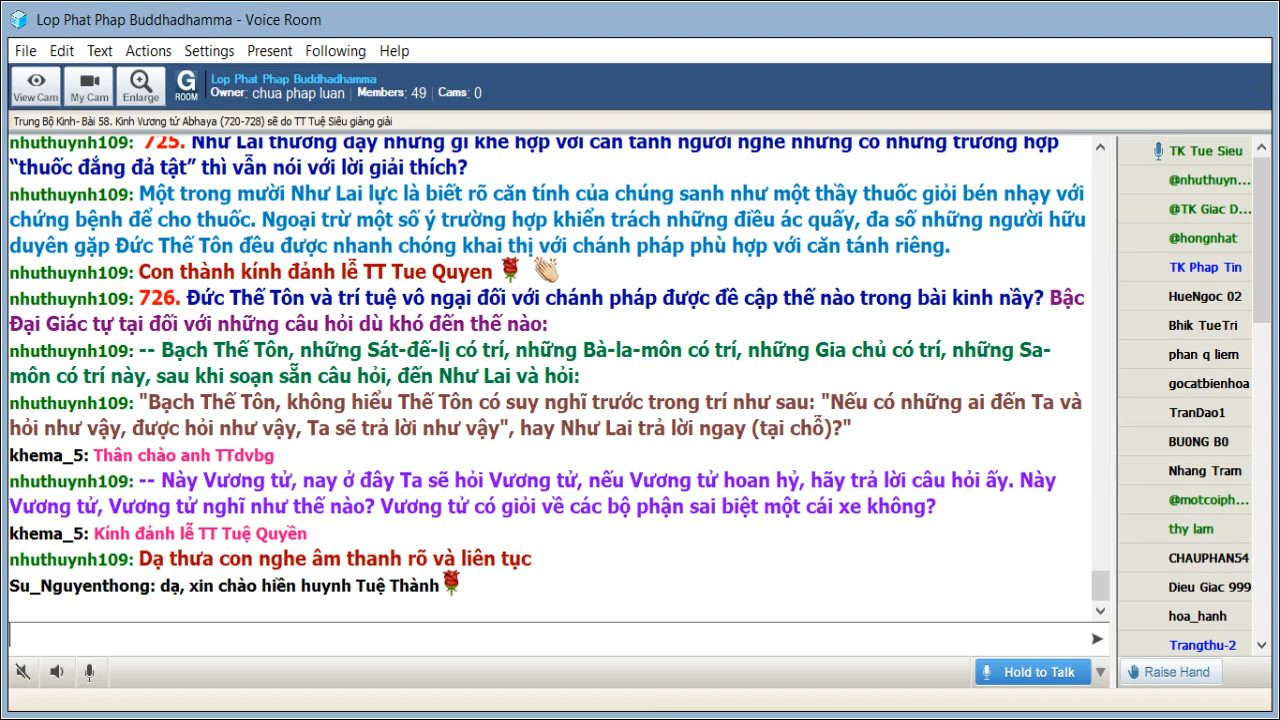 Lop Phat Phap Buddhadhamma - Voice Room
File Edit Text Actions Settings Present Following Help
View Cam My Cam Enlarge G ROOM
Lop Phat Phap Buddhadhamma
Owner: chua phap luan Members: 49 Cams: 0
Trung Bộ Kinh- Bài 58. Kinh Vương tử Abhaya (720-728) sẽ do TT Tuệ Siêu giảng giải
nhuthuynh109: 725. Như Lai thường dạy những gì khế hợp với căn tánh người nghe nhưng có những trường hợp
“thuốc đắng đả tật” thì vẫn nói với lời giải thích?
nhuthuynh109: Một trong mười Như Lai lực là biết rõ căn tính của chúng sanh như một thầy thuốc giỏi bén nhạy với
chứng bệnh để cho thuốc. Ngoại trừ một số ý trường hợp khiển trách những điều ác quấy, đa số những người hữu
duyên gặp Đức Thế Tôn đều được nhanh chóng khai thị với chánh pháp phù hợp với căn tánh riêng.
nhuthuynh109: Con thành kính đảnh lễ TT Tue Quyen
nhuthuynh109: 726. Đức Thế Tôn và trí tuệ vô ngại đối với chánh pháp được đề cập thế nào trong bài kinh nầy? Bậc
Đại Giác tự tại đối với những câu hỏi dù khó đến thế nào:
nhuthuynh109: -- Bạch Thế Tôn, những Sát-đế-lị có trí, những Bà-la-môn có trí, những Gia chủ có trí, những Sa-
môn có trí này, sau khi soạn sẵn câu hỏi, đến Như Lai và hỏi:
nhuthuynh109: "Bạch Thế Tôn, không hiểu Thế Tôn có suy nghĩ trước trong trí như sau: "Nếu có những ai đến Ta và
hỏi như vậy, được hỏi như vậy, Ta sẽ trả lời như vậy", hay Như Lai trả lời ngay (tại chỗ)?"
khema_5: Thân chào anh TTdvbg
nhuthuynh109: -- Này Vương tử, nay ở đây Ta sẽ hỏi Vương tử, nếu Vương tử hoan hỷ, hãy trả lời câu hỏi ấy. Này
Vương tử, Vương tử nghĩ như thế nào? Vương tử có giỏi về các bộ phận sai biệt một cái xe không?
khema_5: Kính đảnh lễ TT Tuệ Quyền
nhuthuynh109: Dạ thưa con nghe âm thanh rõ và liên tục
Su_Nguyenthong: dạ, xin chào hiền huynh Tuệ Thành
Hold to Talk
TK Tue Sieu
@nhuthuyn...
@TK Giac D...
@hongnhat
TK Phap Tin
HueNgoc 02
Bhik TueTri
phan q liem
gocatbienhoa
TranDao1
BU0NG B0
Nhang Tram
@motcoiph...
thy lam
CHAUPHAN54
Dieu Giac 999
hoa_hanh
Trangthu-2
Raise Hand